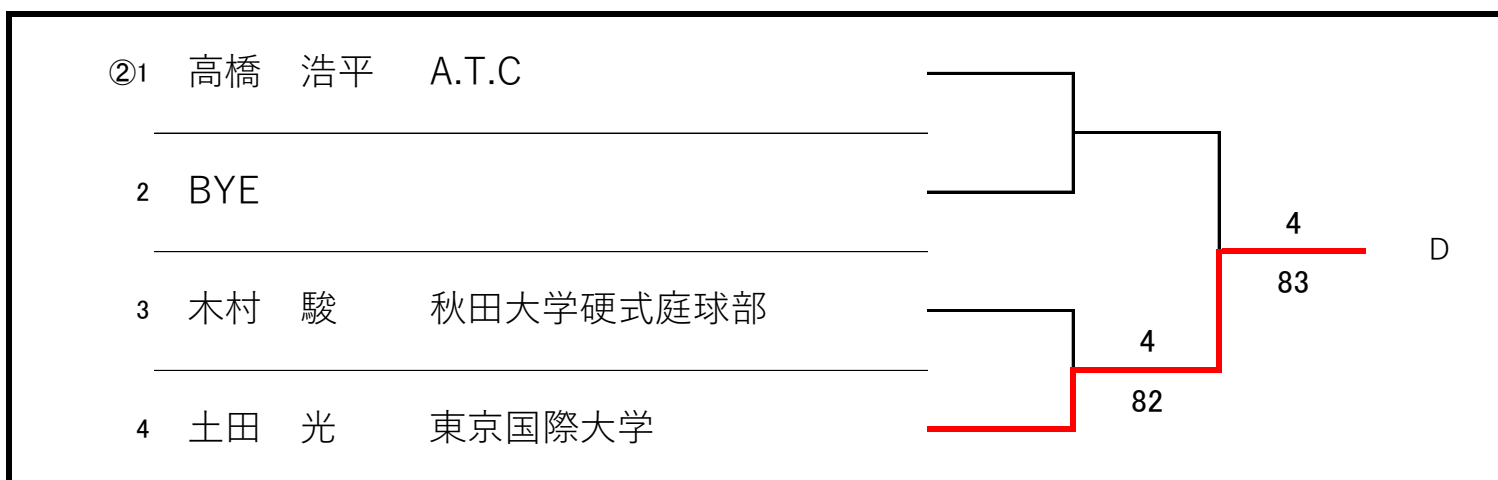 ②1 高橋 浩平 A.T.C
2 BYE
4 D
83
3 木村 駿 秋田大学硬式庭球部
4
82
4 土田 光 東京国際大学